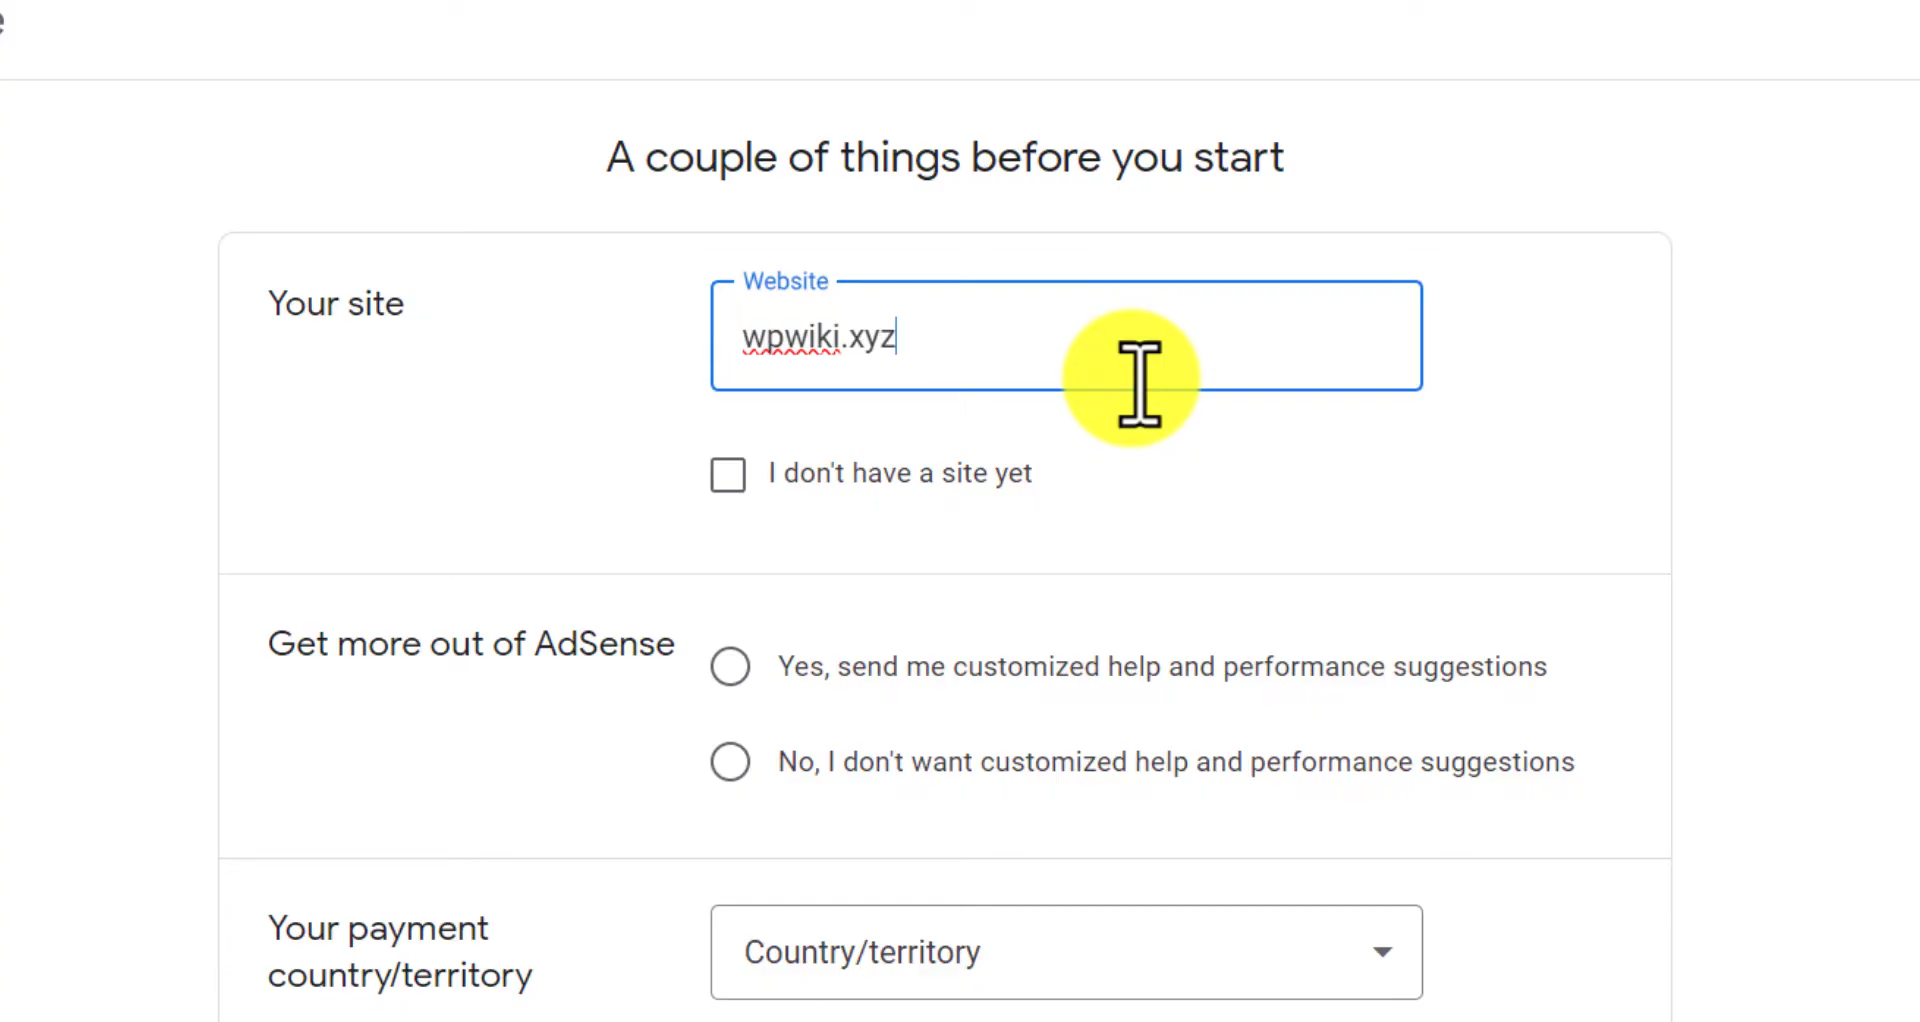 A couple of things before you start
Your site
Website
wpwiki.xyz
I don't have a site yet
Get more out of AdSense
Yes, send me customized help and performance suggestions
No, I don't want customized help and performance suggestions
Your payment
country/territory
Country/territory